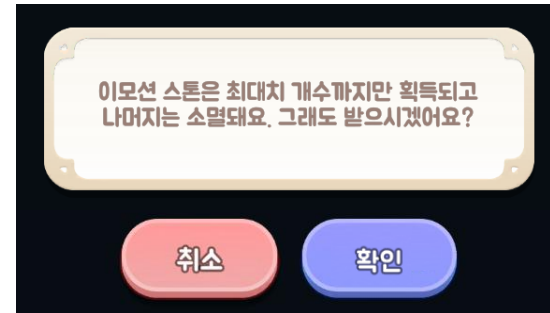 이모션 스톤은 최대치 개수까지만 획득되고
나머지는 소멸돼요. 그래도 받으시겠어요?
취소
확인